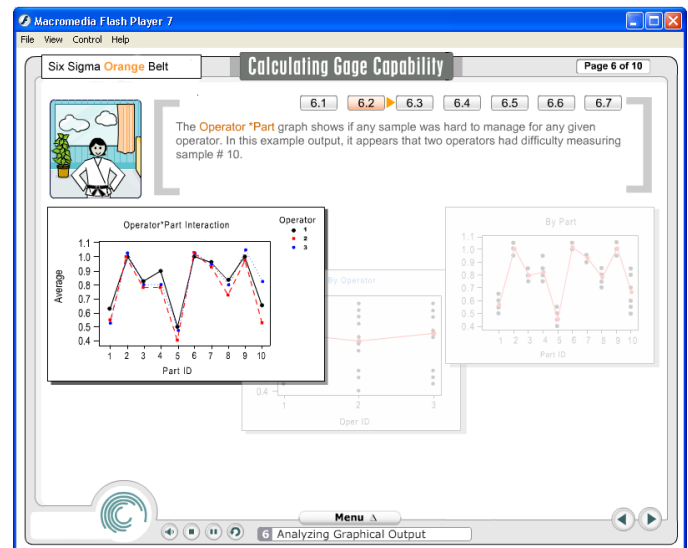 Macromedia Flash Player 7
File View Control Help
Six Sigma Orange Belt
Calculating Gage Capability
Page 6 of 10
6.1 6.2 6.3 6.4 6.5 6.6 6.7
The Operator *Part graph shows if any sample was hard to manage for any given
operator. In this example output, it appears that two operators had difficulty measuring
sample # 10.
Operator*Part Interaction
Operator
1
2
3
1.1
1.0
0.9
0.8
0.7
0.6
0.5
0.4
Average
1 2 3 4 5 6 7 8 9 10
Part ID
By Operator
0.4
1 2 3
Oper ID
By Part
1.1
1.0
0.9
0.8
0.7
0.6
0.5
0.4
1 2 3 4 5 6 7 8 9 10
Part ID
Menu
6 Analyzing Graphical Output